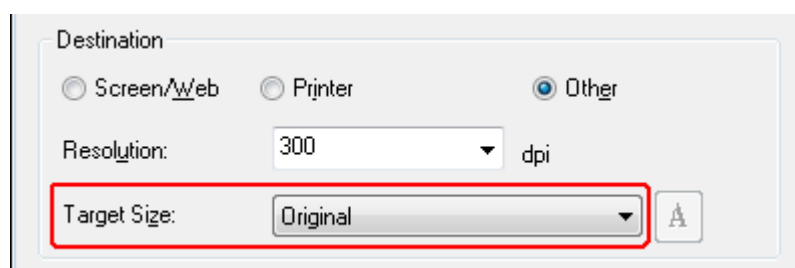 Destination
Screen/Web Printer Other
Resolution: 300 dpi
Target Size: Original A